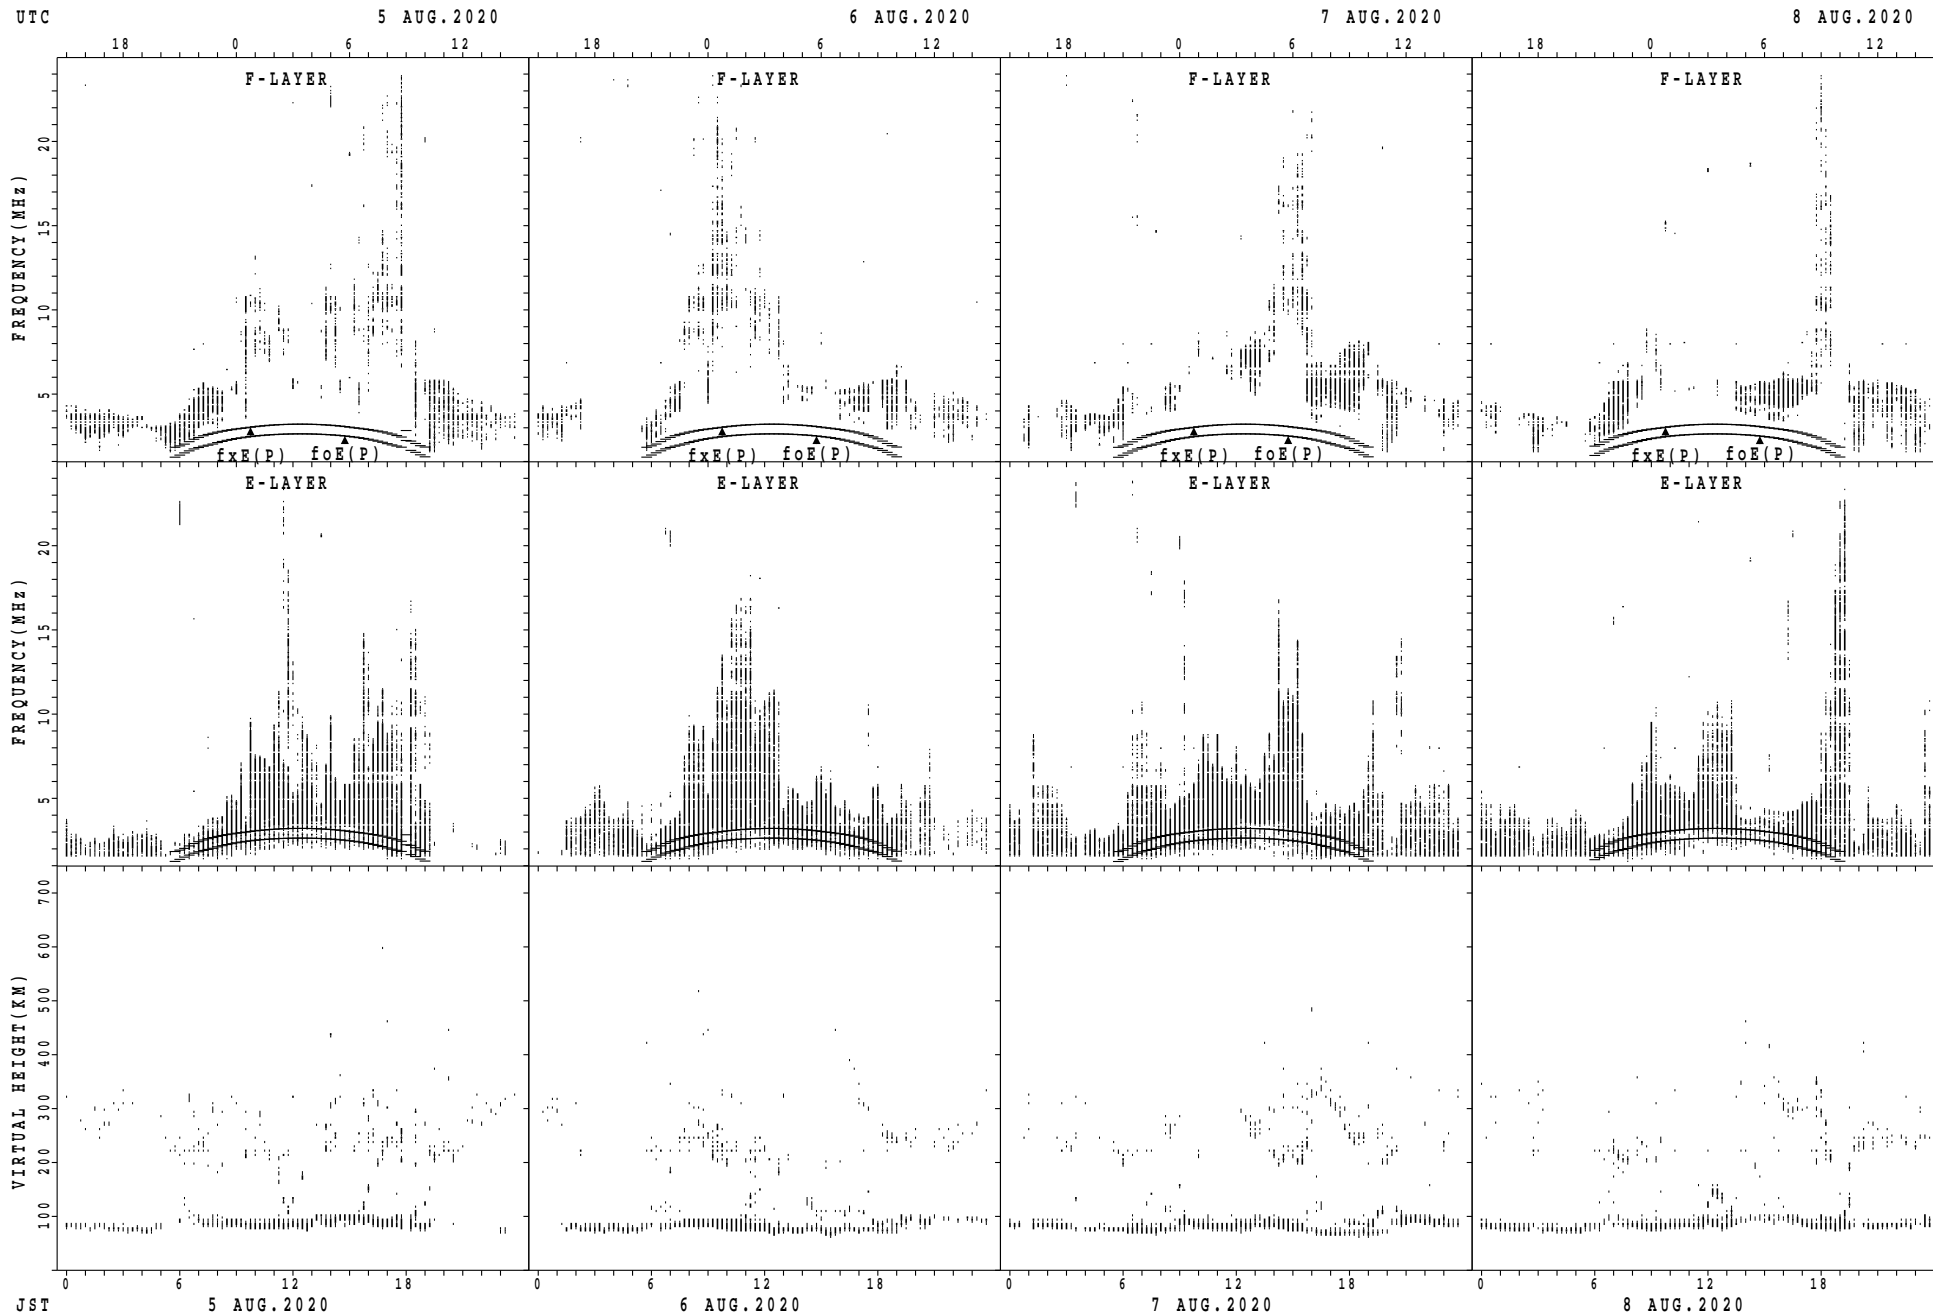 UTC 5 AUG.2020 6 AUG.2020 7 AUG.2020 8 AUG.2020
18 0 6 12 18 0 6 12 18 0 6 12 18 0 6 12
F-LAYER F-LAYER F-LAYER F-LAYER
FREQUENCY(MHz)
20
15
10
5
fxE(P) foE(P) fxE(P) foE(P) fxE(P) foE(P) fxE(P) foE(P)
E-LAYER E-LAYER E-LAYER E-LAYER
FREQUENCY(MHz)
20
15
10
5
VIRTUAL HEIGHT(KM)
700
600
500
400
300
200
100
0 6 12 18 0 6 12 18 0 6 12 18 0 6 12 18
JST 5 AUG.2020 6 AUG.2020 7 AUG.2020 8 AUG.2020